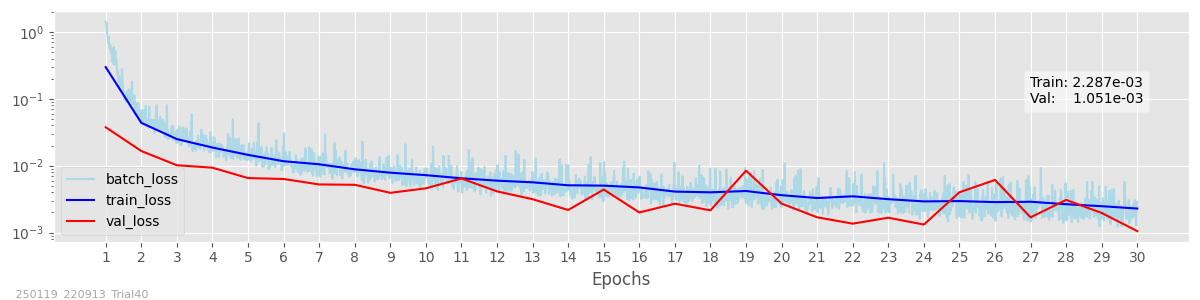 10⁰
10⁻¹
10⁻²
10⁻³
Train: 2.287e-03
Val: 1.051e-03
batch_loss
train_loss
val_loss
1 2 3 4 5 6 7 8 9 10 11 12 13 14 15 16 17 18 19 20 21 22 23 24 25 26 27 28 29 30
Epochs
250119_220913_Trial40